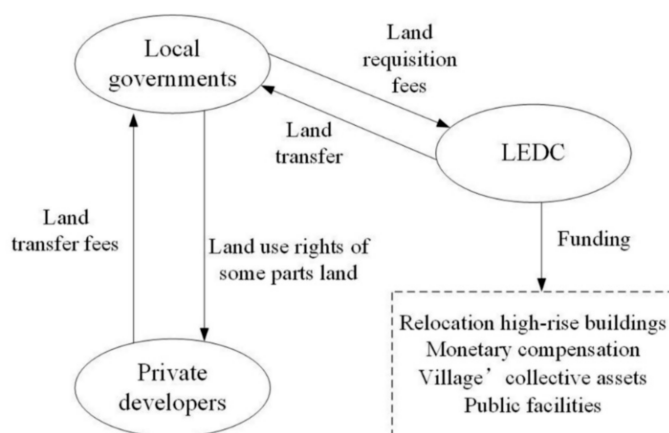 Local
governments
Land
requisition
fees
Land
transfer
LEDC
Land
transfer fees
Land use rights of
some parts land
Funding
Private
developers
Relocation high-rise buildings
Monetary compensation
Village’ collective assets
Public facilities